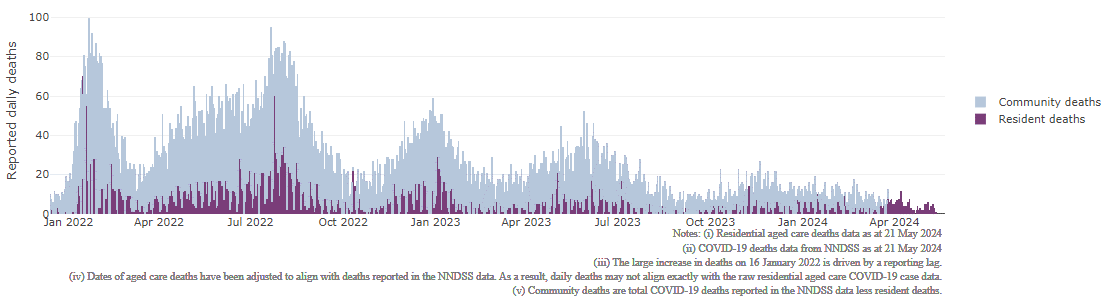 100
80
60
40
20
0
Reported daily deaths
Jan 2022 Apr 2022 Jul 2022 Oct 2022 Jan 2023 Apr 2023 Jul 2023 Oct 2023 Jan 2024 Apr 2024
Community deaths
Resident deaths
Notes: (i) Residential aged care deaths data as at 21 May 2024
(ii) COVID-19 deaths data from NNDSS as at 21 May 2024
(iii) The large increase in deaths on 16 January 2022 is driven by a reporting lag.
(iv) Dates of aged care deaths have been adjusted to align with deaths reported in the NNDSS data. As a result, daily deaths may not align exactly with the raw residential aged care COVID-19 case data.
(v) Community deaths are total COVID-19 deaths reported in the NNDSS data less resident deaths.